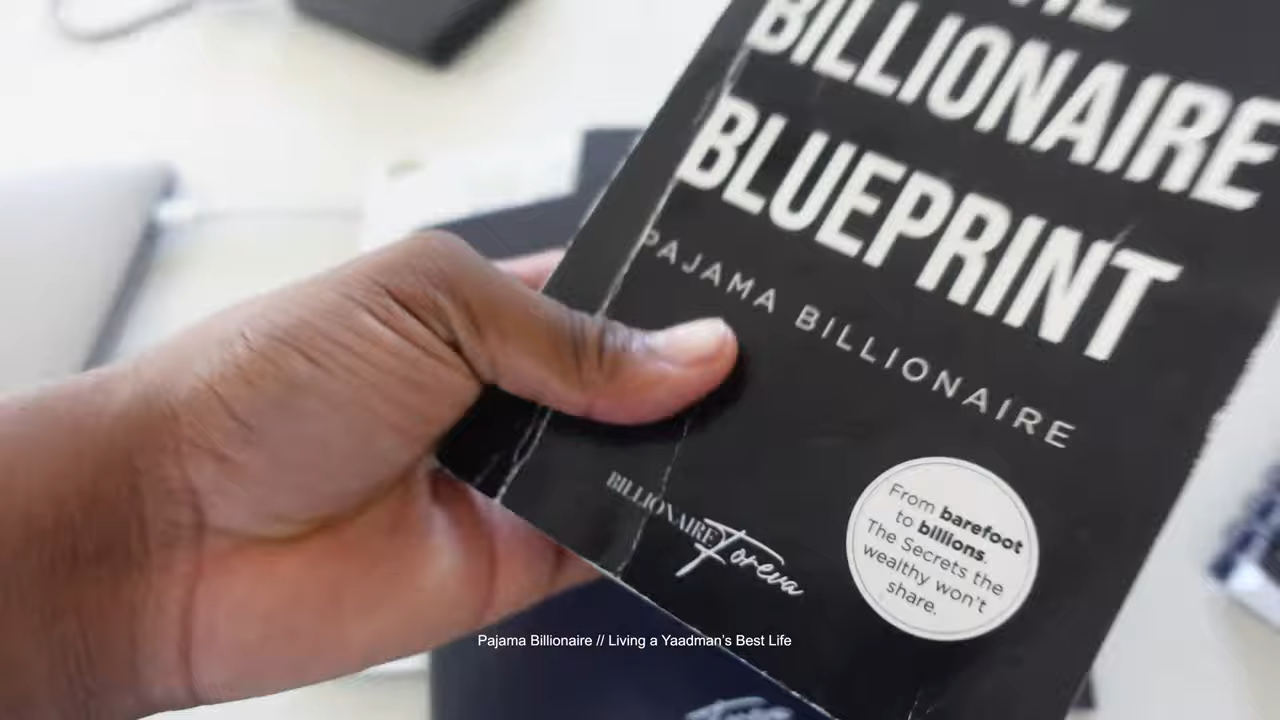 BILLIONAIRE
BLUEPRINT
PAJAMA BILLIONAIRE
BILLIONAIRE
Foreva
From barefoot
to billions.
The Secrets the
wealthy won't
share.
Pajama Billionaire // Living a Yaadman's Best Life